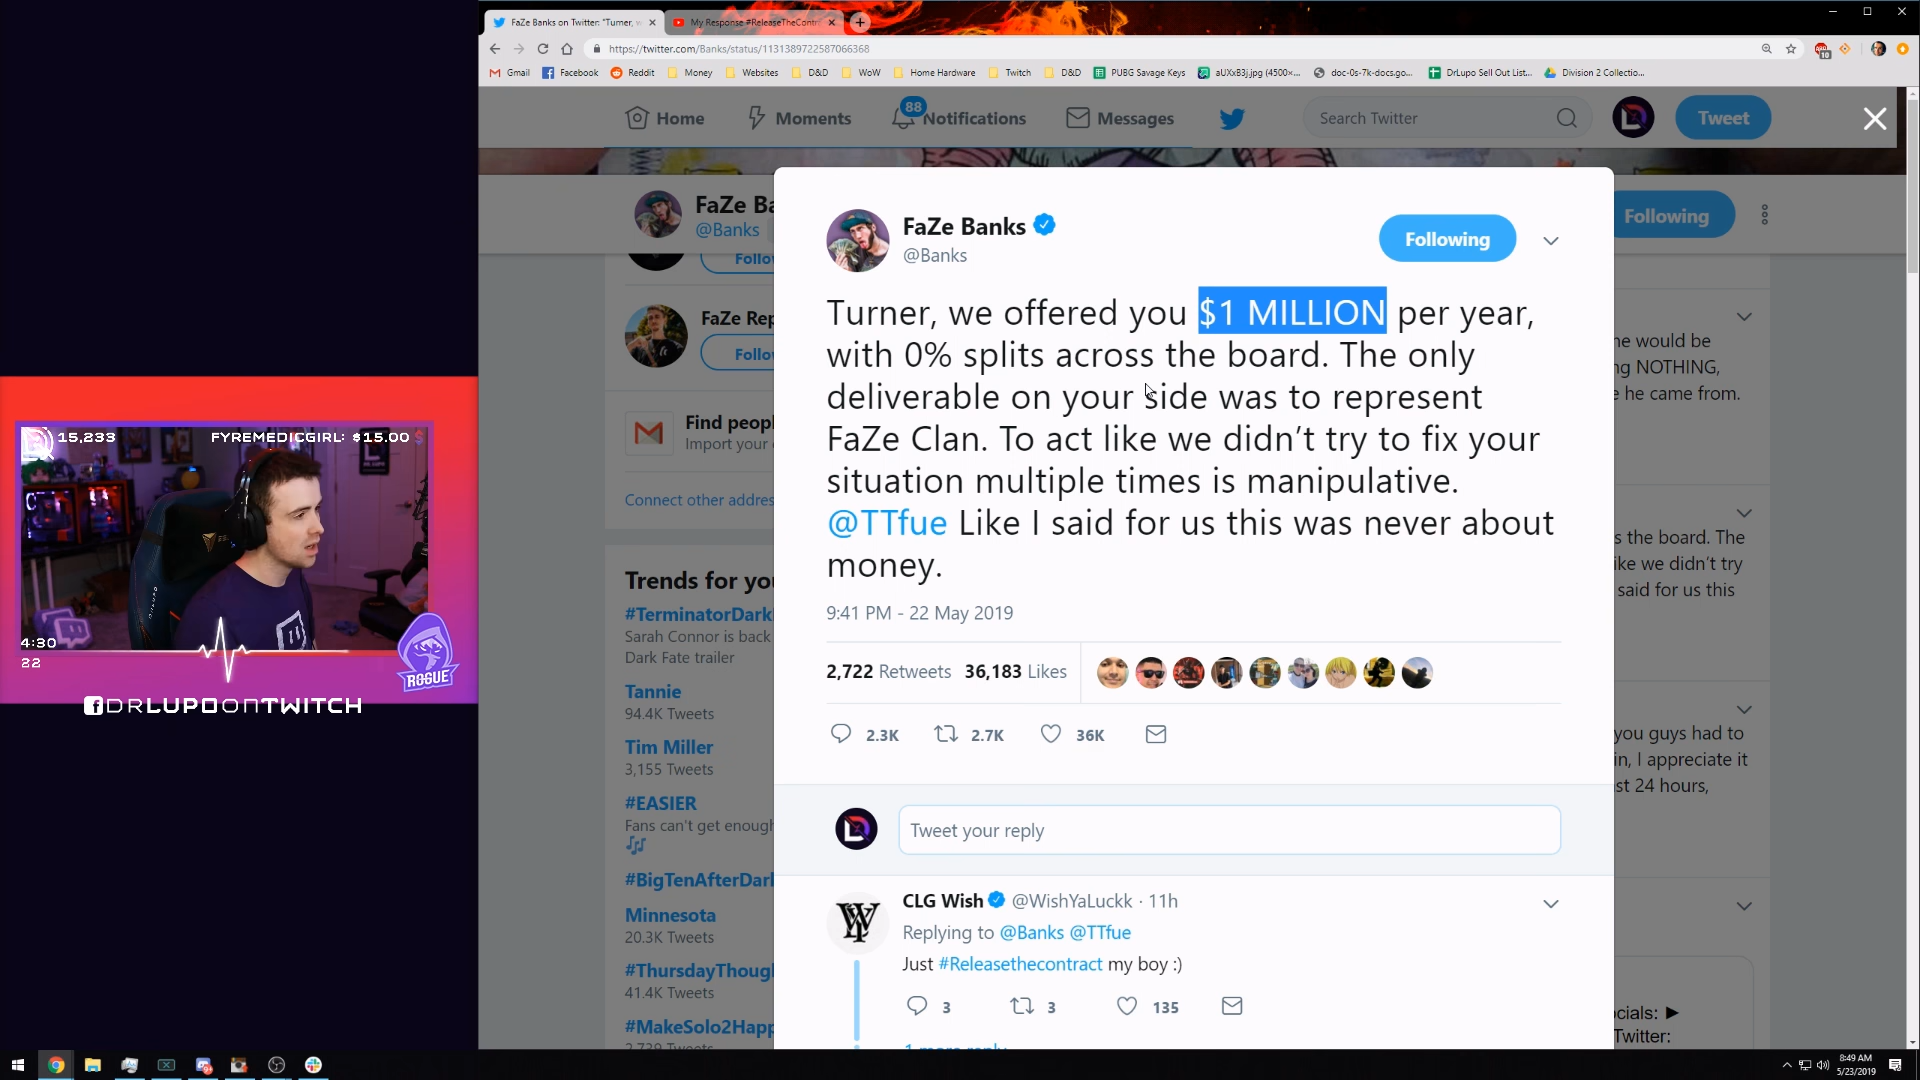 FaZe Banks on Twitter: "Turner, w
My Response #ReleaseTheContr
https://twitter.com/Banks/status/1131389722587066368
Gmail
Facebook
Reddit
Money
Websites
D&D
WoW
Home Hardware
Twitch
D&D
PUBG Savage Keys
aUXxB3j.jpg (4500×...
doc-0s-7k-docs.go...
DrLupo Sell Out List...
Division 2 Collectio...
Home
Moments
88
Notifications
Messages
Search Twitter
Tweet
FaZe Ba
@Banks
Following
Follo
FaZe Rep
Follo
Find peopl
Import your
Connect other addres
Trends for you
#TerminatorDark
Sarah Connor is back
Dark Fate trailer
Tannie
94.4K Tweets
Tim Miller
3,155 Tweets
#EASIER
Fans can't get enough
#BigTenAfterDark
Minnesota
20.3K Tweets
#ThursdayThough
41.4K Tweets
#MakeSolo2Happ
2,739 Tweets
FaZe Banks
@Banks
Following
Turner, we offered you $1 MILLION per year,
with 0% splits across the board. The only
deliverable on your side was to represent
FaZe Clan. To act like we didn't try to fix your
situation multiple times is manipulative.
@TTfue Like I said for us this was never about
money.
9:41 PM - 22 May 2019
2,722 Retweets 36,183 Likes
2.3K
2.7K
36K
Tweet your reply
CLG Wish @WishYaLuckk · 11h
Replying to @Banks @TTfue
Just #Releasethecontract my boy :)
3
3
135
1 more reply
he would be
ng NOTHING,
e he came from.
s the board. The
ike we didn't try
said for us this
you guys had to
in, I appreciate it
st 24 hours,
ocials: ►
Twitter:
15,233
FYREMEDICGIRL: $15.00
4:30
22
ROGUE
DRLUPOONTWITCH
8:49 AM
5/23/2019